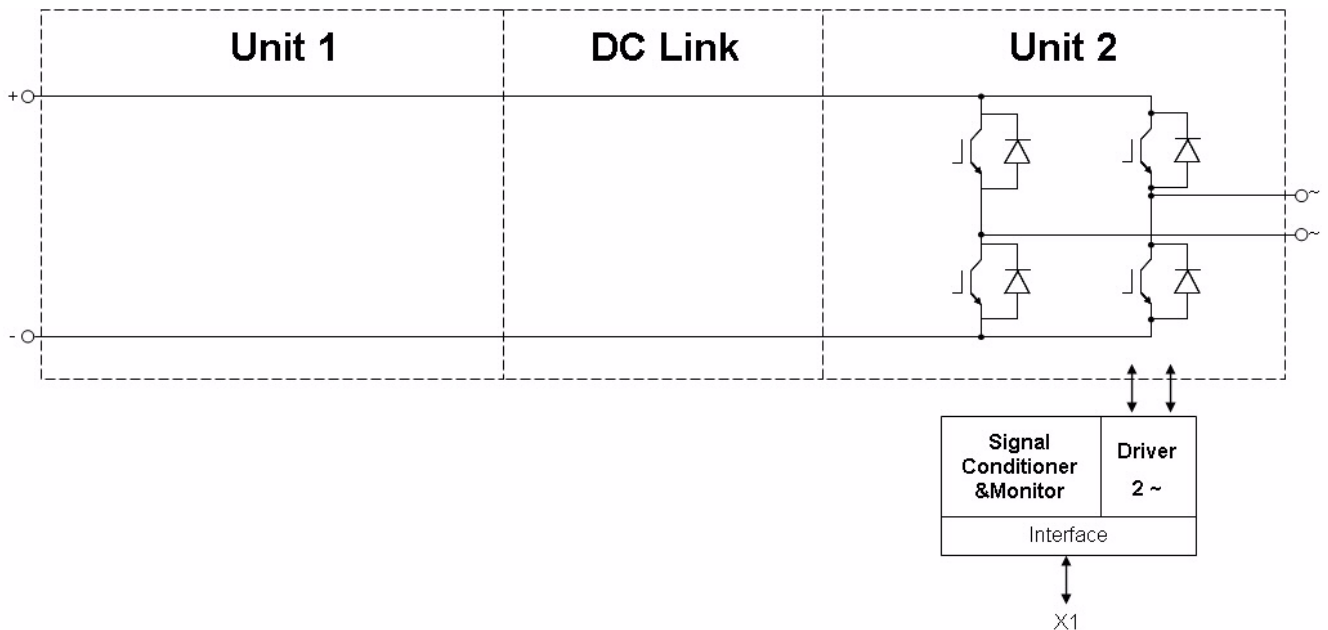 Unit 1
DC Link
Unit 2
+
~
~
-
Signal
Conditioner
&Monitor
Driver
2 ~
Interface
X1